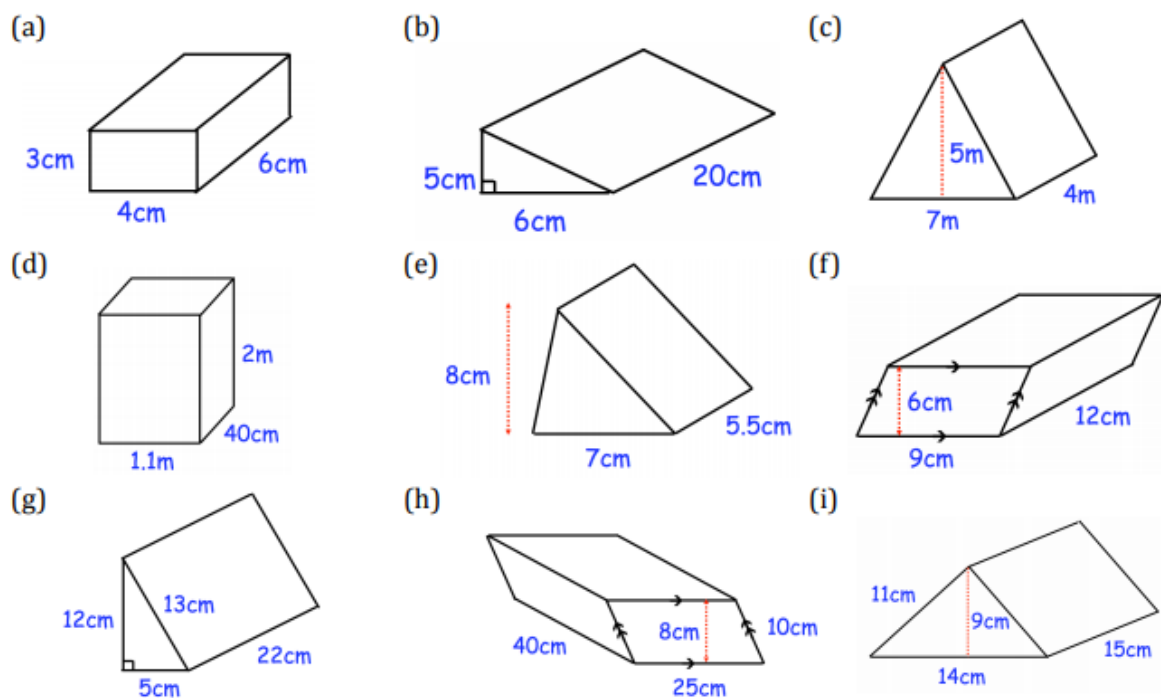 (a)
3cm
6cm
4cm
(b)
5cm
20cm
6cm
(c)
5m
4m
7m
(d)
2m
40cm
1.1m
(e)
8cm
5.5cm
7cm
(f)
6cm
12cm
9cm
(g)
12cm
13cm
22cm
5cm
(h)
8cm
10cm
40cm
25cm
(i)
11cm
9cm
15cm
14cm